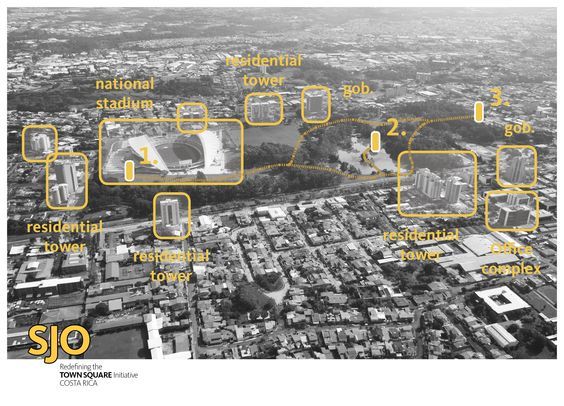 residential
tower
national
stadium
gob.
3.
gob.
2.
1.
residential
tower
residential
tower
residential
tower
Office
complex
SJO
Redefining the
TOWN SQUARE Initiative
COSTA RICA